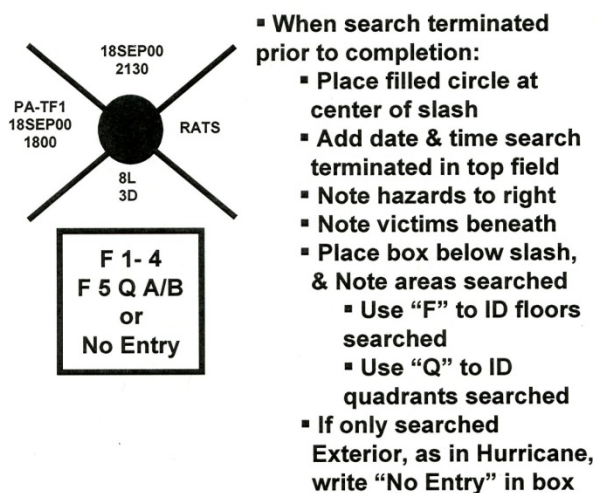 18SEP00
2130
PA-TF1
18SEP00
1800
RATS
8L
3D
F 1- 4
F 5 Q A/B
or
No Entry
▪ When search terminated
prior to completion:
▪ Place filled circle at
center of slash
▪ Add date & time search
terminated in top field
▪ Note hazards to right
▪ Note victims beneath
▪ Place box below slash,
& Note areas searched
▪ Use “F” to ID floors
searched
▪ Use “Q” to ID
quadrants searched
▪ If only searched
Exterior, as in Hurricane,
write “No Entry” in box